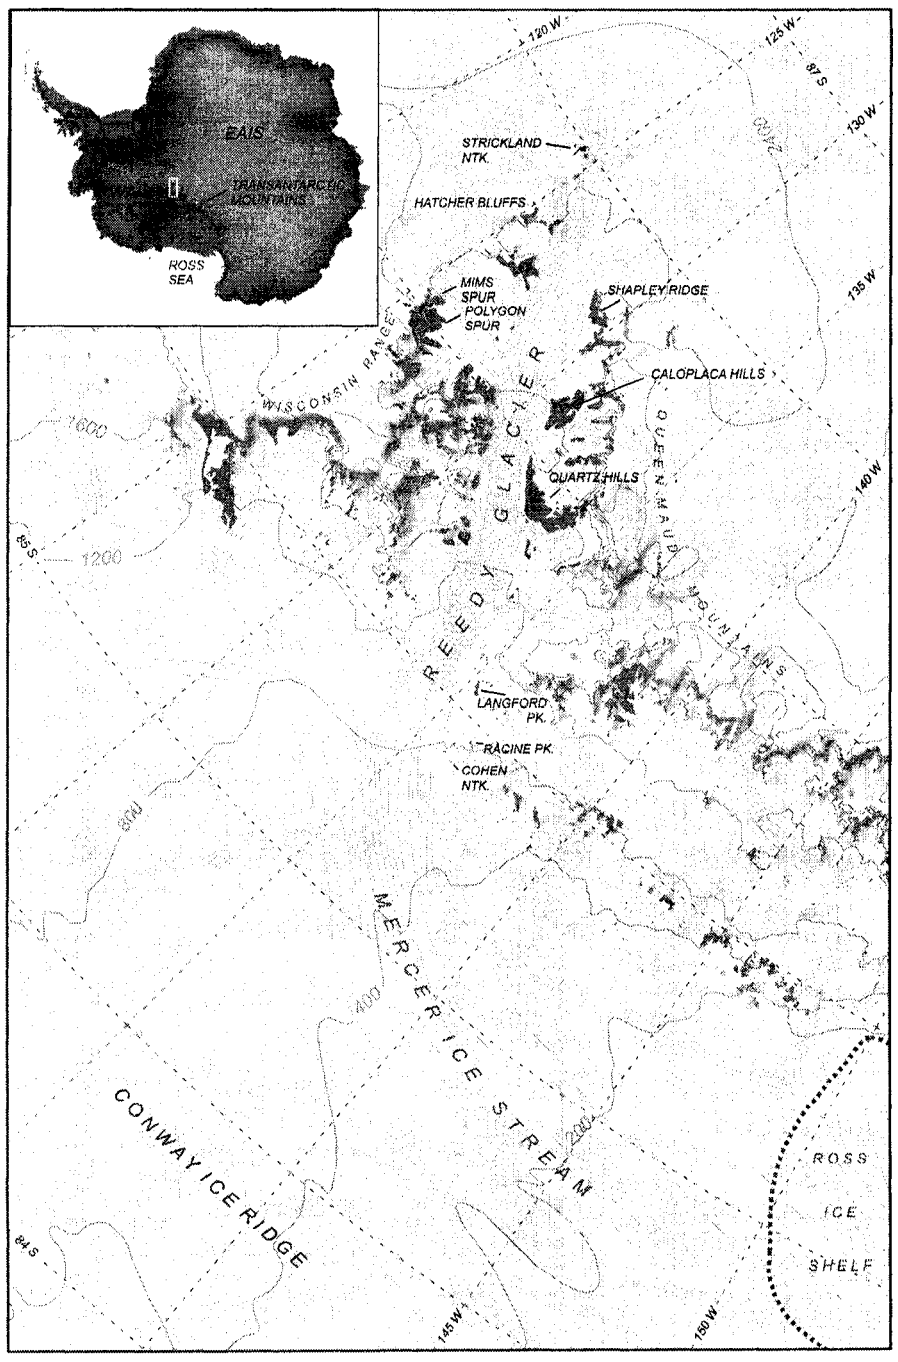 120 W
125 W
87 S
130 W
2400
EAIS
STRICKLAND
NTK.
TRANSANTARCTIC
MOUNTAINS
HATCHER BLUFFS
ROSS
SEA
MIMS
SPUR
POLYGON
SPUR
SHAPLEY RIDGE
135 W
WISCONSIN RANGE
CALOPLACA HILLS
1600
QUARTZ HILLS
140 W
REEDY GLACIER
QUEEN MAUD MOUNTAINS
85 S
1200
LANGFORD
PK.
RACINE PK.
COHEN
NTK.
800
MERCER ICE STREAM
400
CONWAY ICE RIDGE
200
ROSS
ICE
SHELF
84 S
145 W
150 W